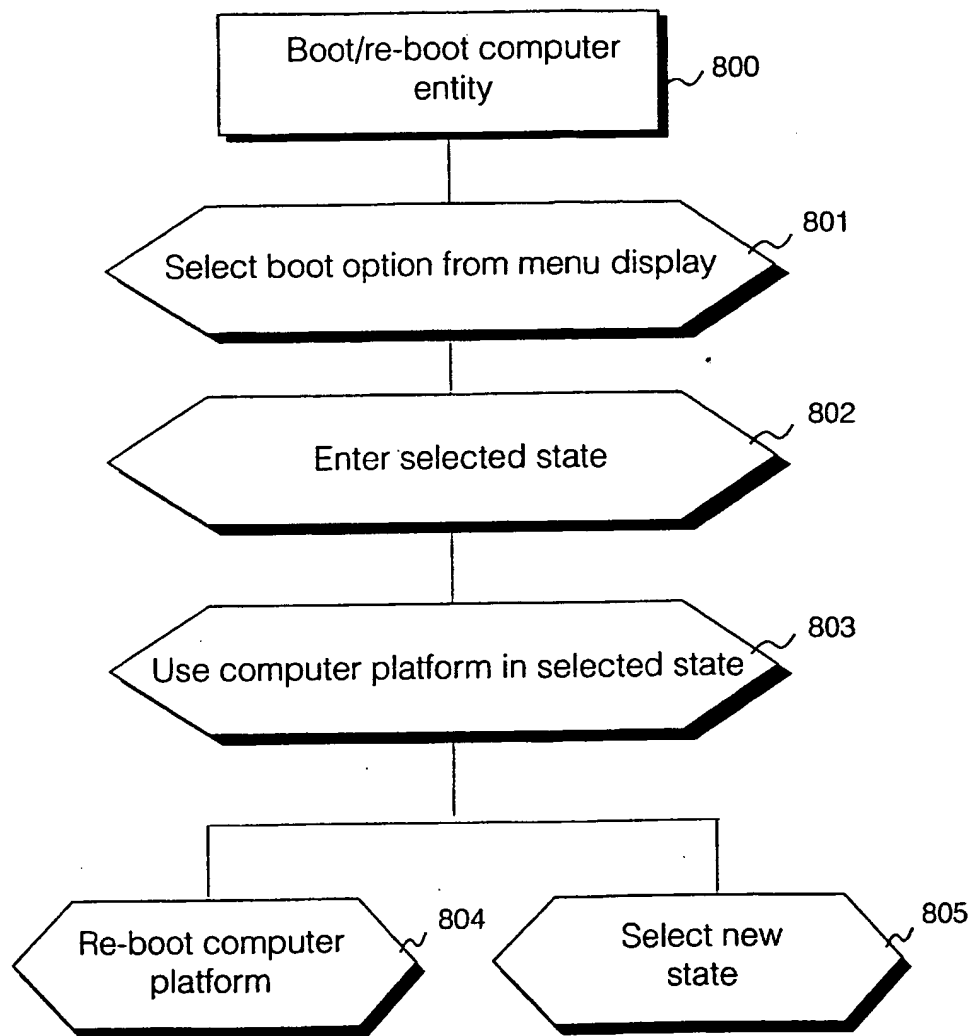 Boot/re-boot computer
entity
800
801
Select boot option from menu display
802
Enter selected state
803
Use computer platform in selected state
804
Re-boot computer
platform
805
Select new
state